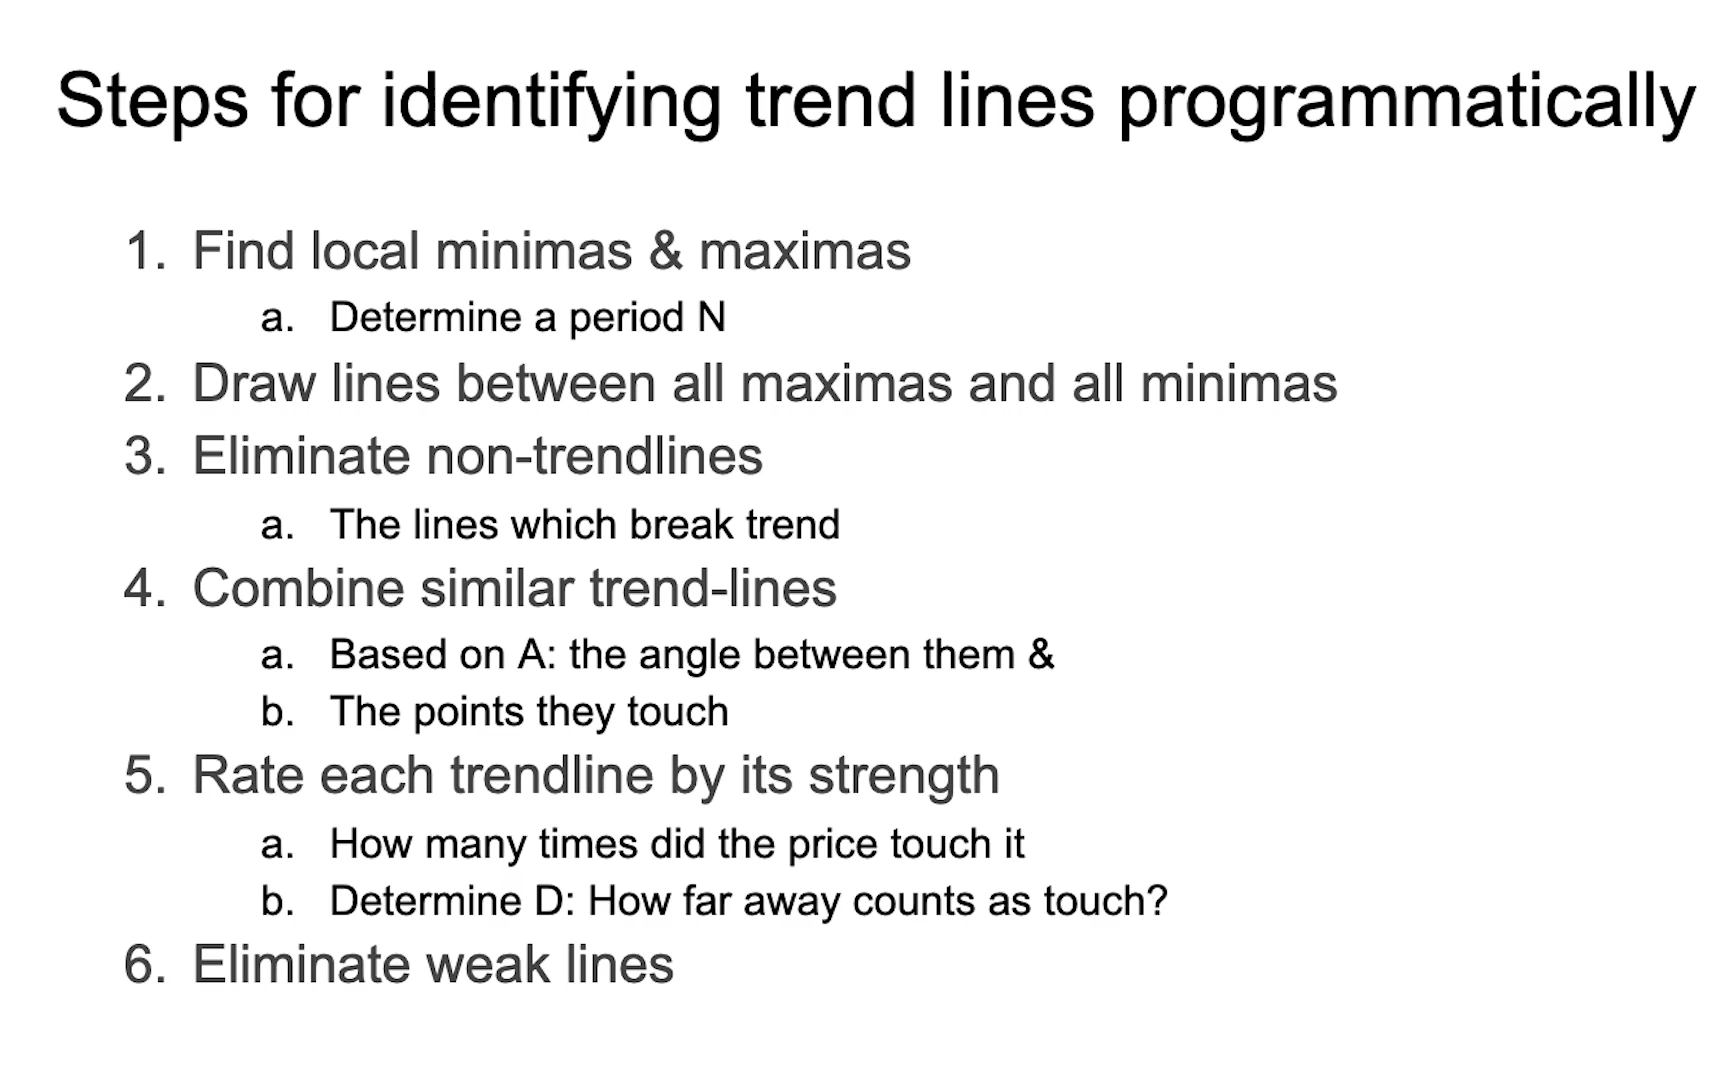 Steps for identifying trend lines programmatically
1. Find local minimas & maximas
a. Determine a period N
2. Draw lines between all maximas and all minimas
3. Eliminate non-trendlines
a. The lines which break trend
4. Combine similar trend-lines
a. Based on A: the angle between them &
b. The points they touch
5. Rate each trendline by its strength
a. How many times did the price touch it
b. Determine D: How far away counts as touch?
6. Eliminate weak lines